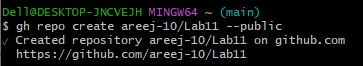 Dell@DESKTOP-JNCVEJH MINGW64 ~ (main)
$ gh repo create areej-10/Lab11 --public
✓ Created repository areej-10/Lab11 on github.com
  https://github.com/areej-10/Lab11